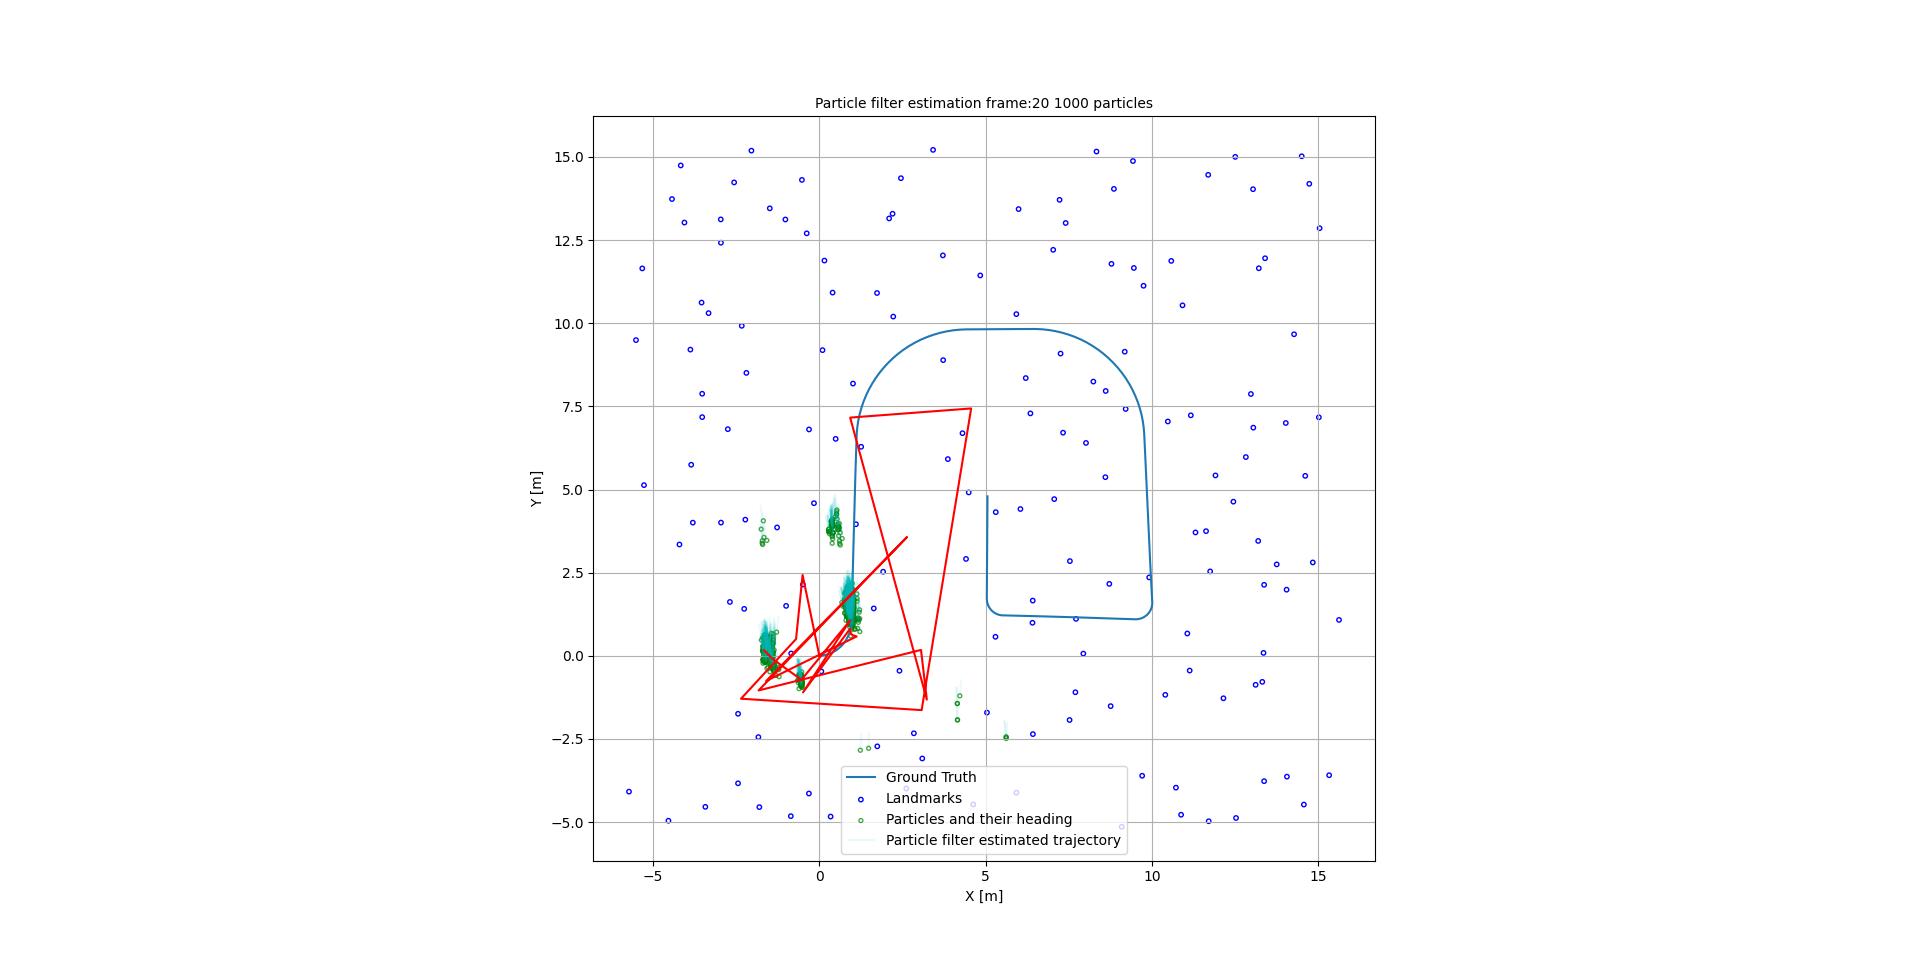 Particle filter estimation frame:20 1000 particles
15.0
12.5
10.0
7.5
5.0
2.5
0.0
−2.5
−5.0
Y [m]
Ground Truth
Landmarks
Particles and their heading
Particle filter estimated trajectory
−5
0
5
10
15
X [m]